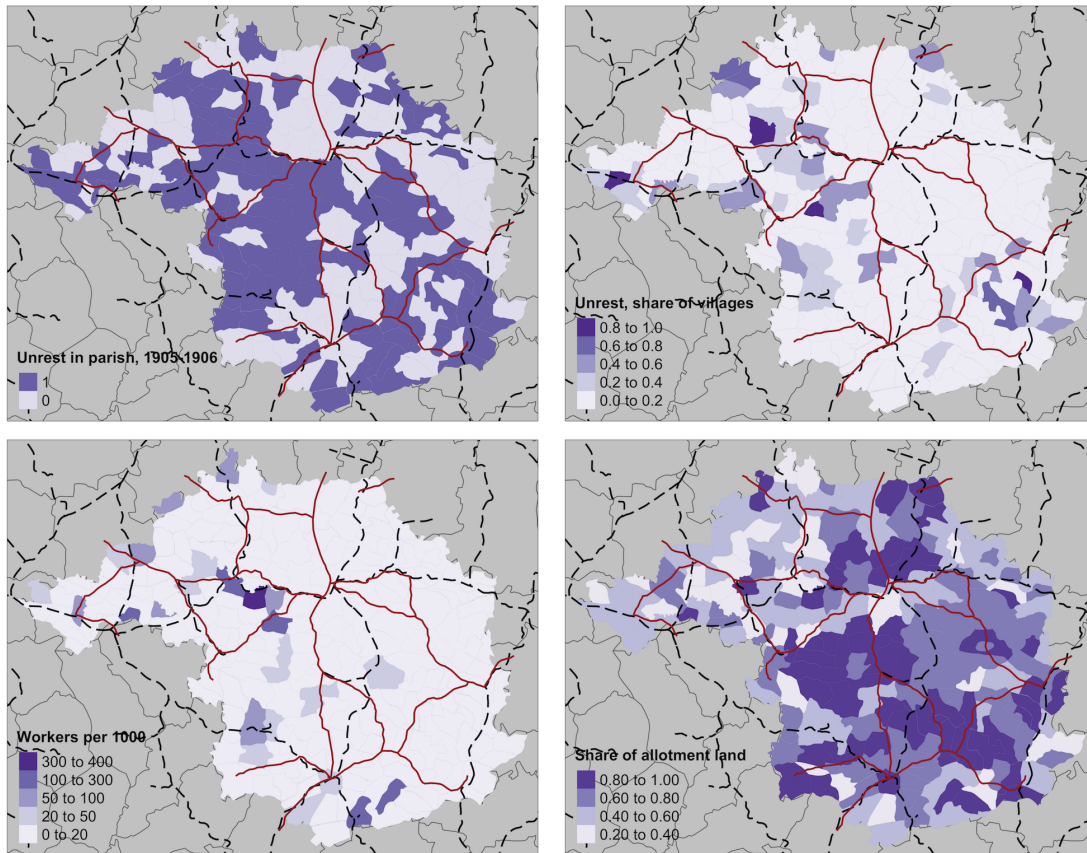 Unrest in parish, 1905-1906
1
0
Unrest, share of villages
0.8 to 1.0
0.6 to 0.8
0.4 to 0.6
0.2 to 0.4
0.0 to 0.2
Workers per 1000
300 to 400
100 to 300
50 to 100
20 to 50
0 to 20
Share of allotment land
0.80 to 1.00
0.60 to 0.80
0.40 to 0.60
0.20 to 0.40